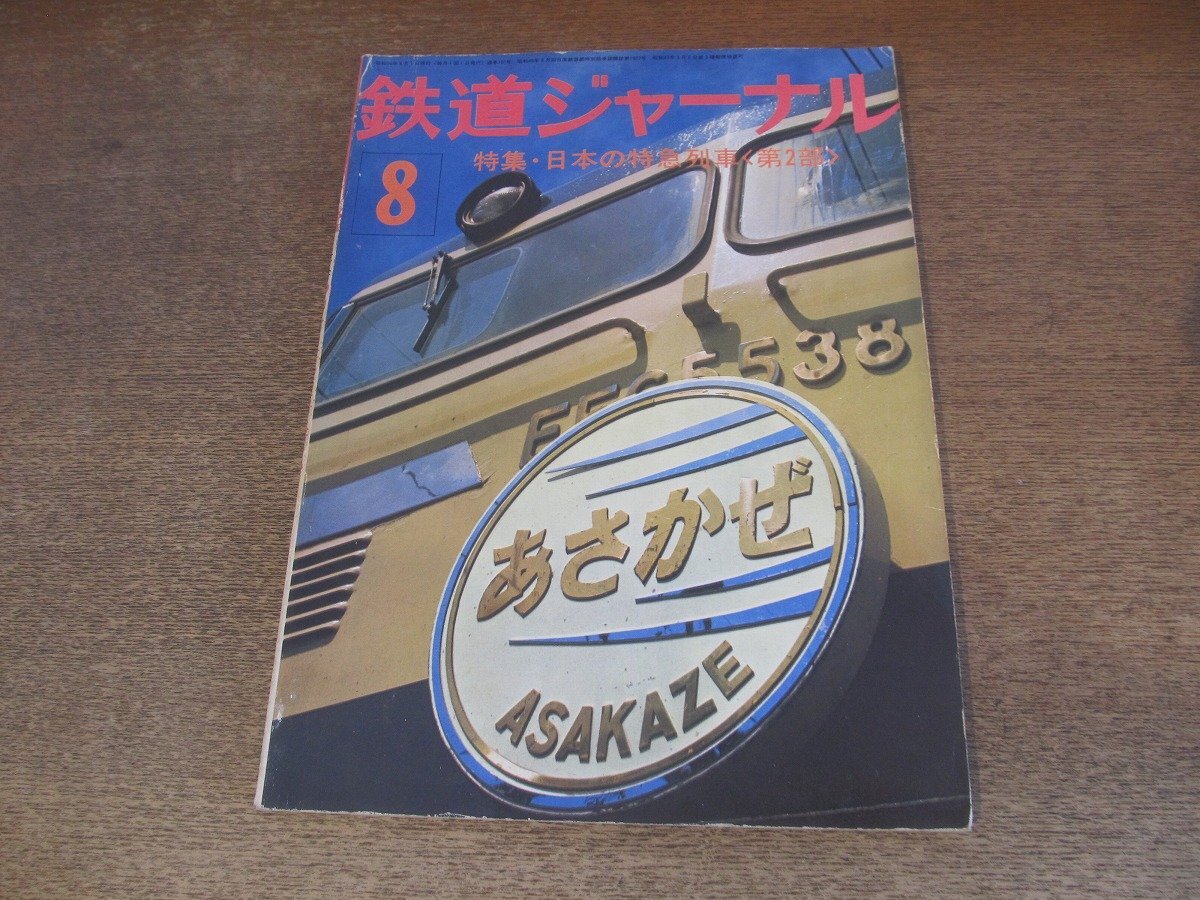 鉄道ジャーナル
特集・日本の特急列車〈第2部〉
8
EF65538
あさかぜ
ASAKAZE